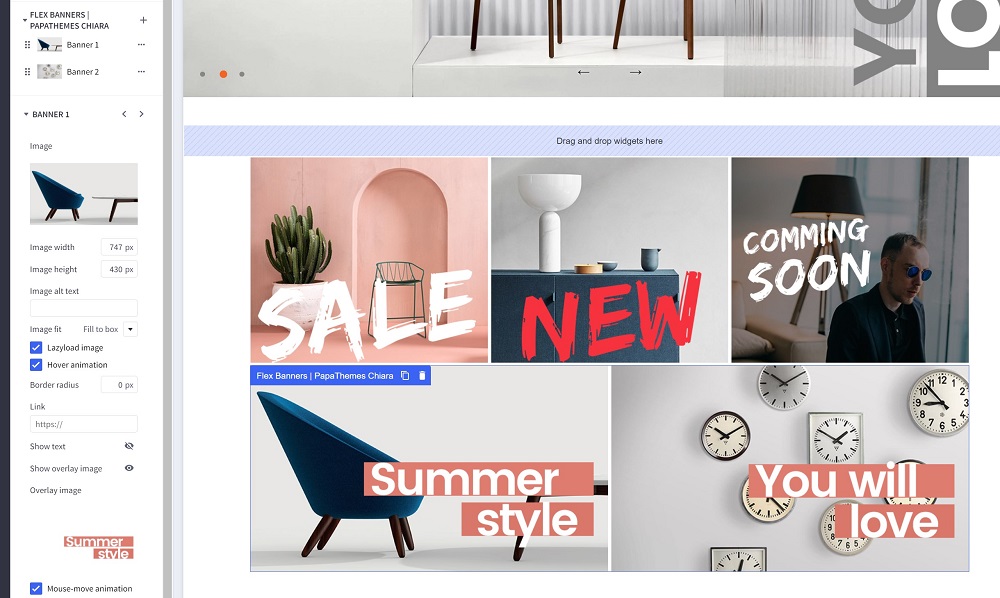 FLEX BANNERS |
PAPATHEMES CHIARA
Banner 1
Banner 2
BANNER 1
Image
Image width
747 px
Image height
430 px
Image alt text
Image fit
Fill to box
Lazyload image
Hover animation
Border radius
0 px
Link
https://
Show text
Show overlay image
Overlay image
Summer
style
Mouse-move animation
YO
LO
Drag and drop widgets here
SALE
NEW
COMMING
SOON
Flex Banners | PapaThemes Chiara
Summer
style
You will
love